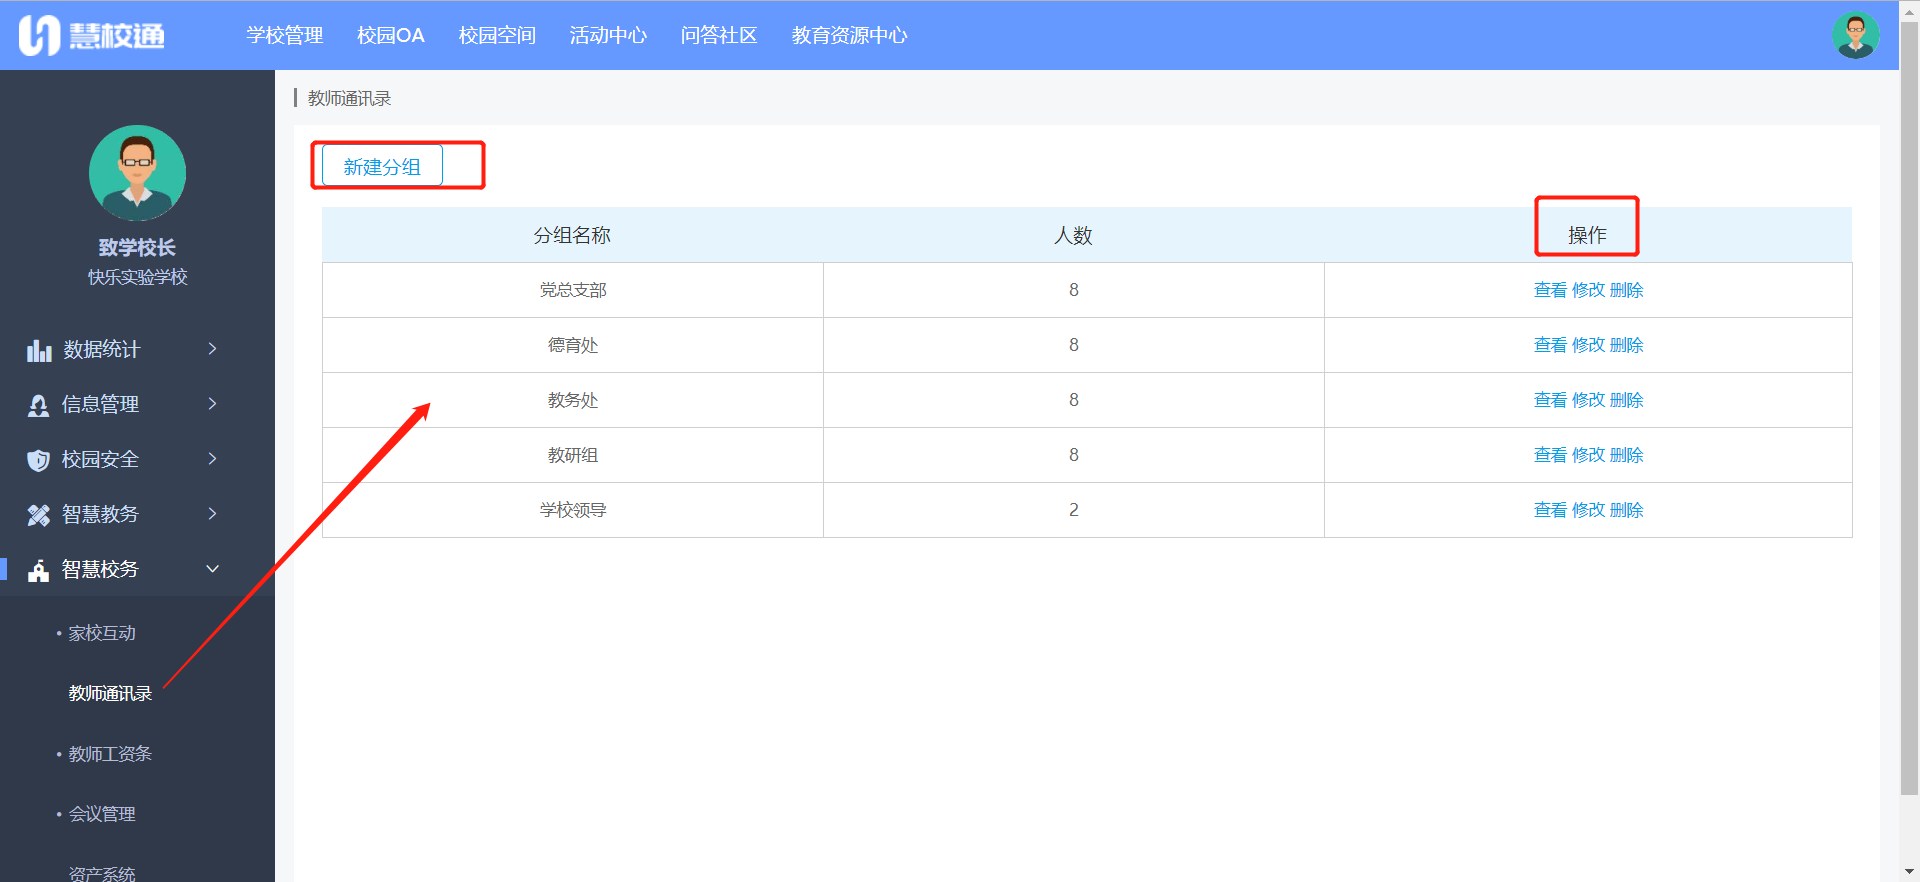 慧校通
学校管理 校园OA 校园空间 活动中心 问答社区 教育资源中心
致学校长
快乐实验学校
数据统计
信息管理
校园安全
智慧教务
智慧校务
• 家校互动
教师通讯录
• 教师工资条
• 会议管理
资产系统
教师通讯录
新建分组
分组名称 人数 操作
党总支部 8 查看 修改 删除
德育处 8 查看 修改 删除
教务处 8 查看 修改 删除
教研组 8 查看 修改 删除
学校领导 2 查看 修改 删除